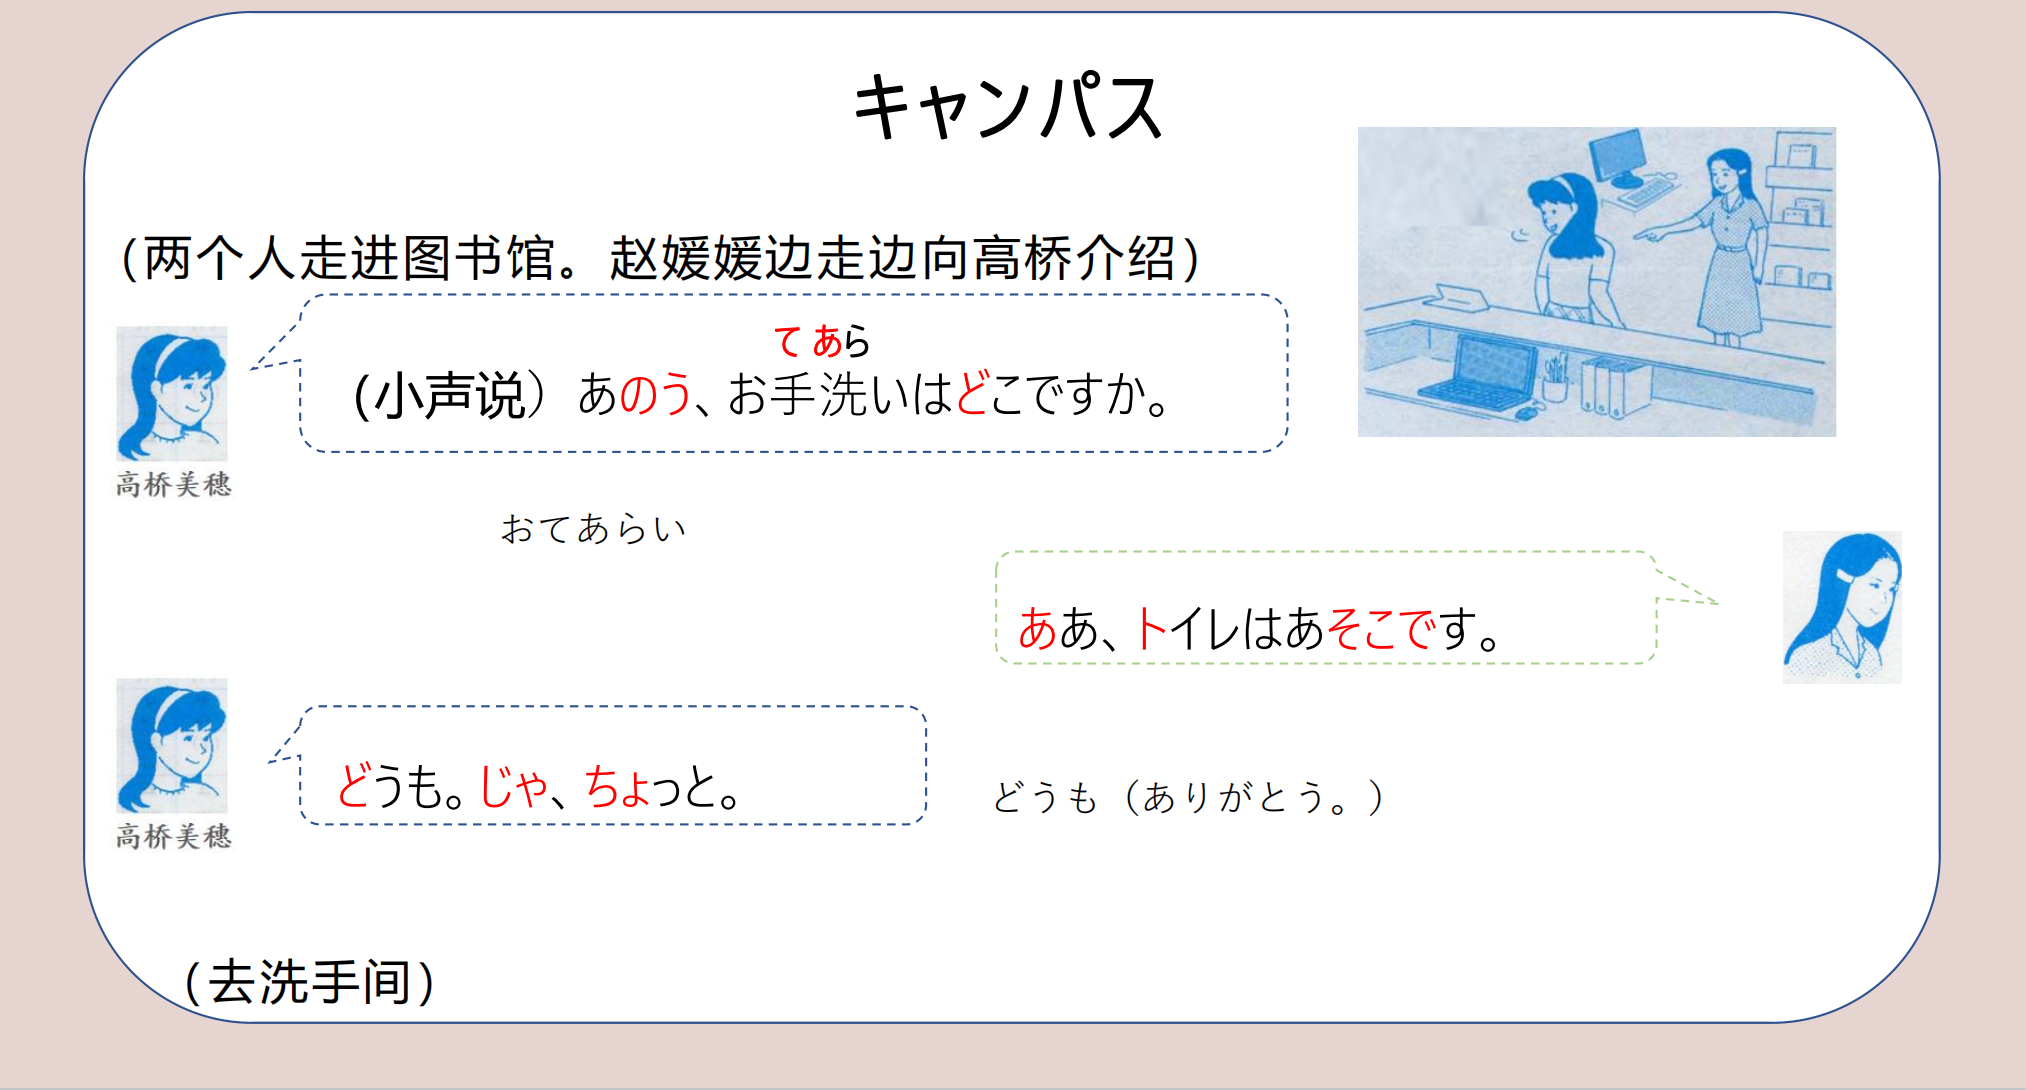 キャンパス
（两个人走进图书馆。赵媛媛边走边向高桥介绍）
て あら
(小声说） あのう、お手洗いはどこですか。
高桥美穗
おてあらい
ああ、トイレはあそこです。
どうも。じゃ、ちょっと。
どうも（ありがとう。）
高桥美穗
（去洗手间）